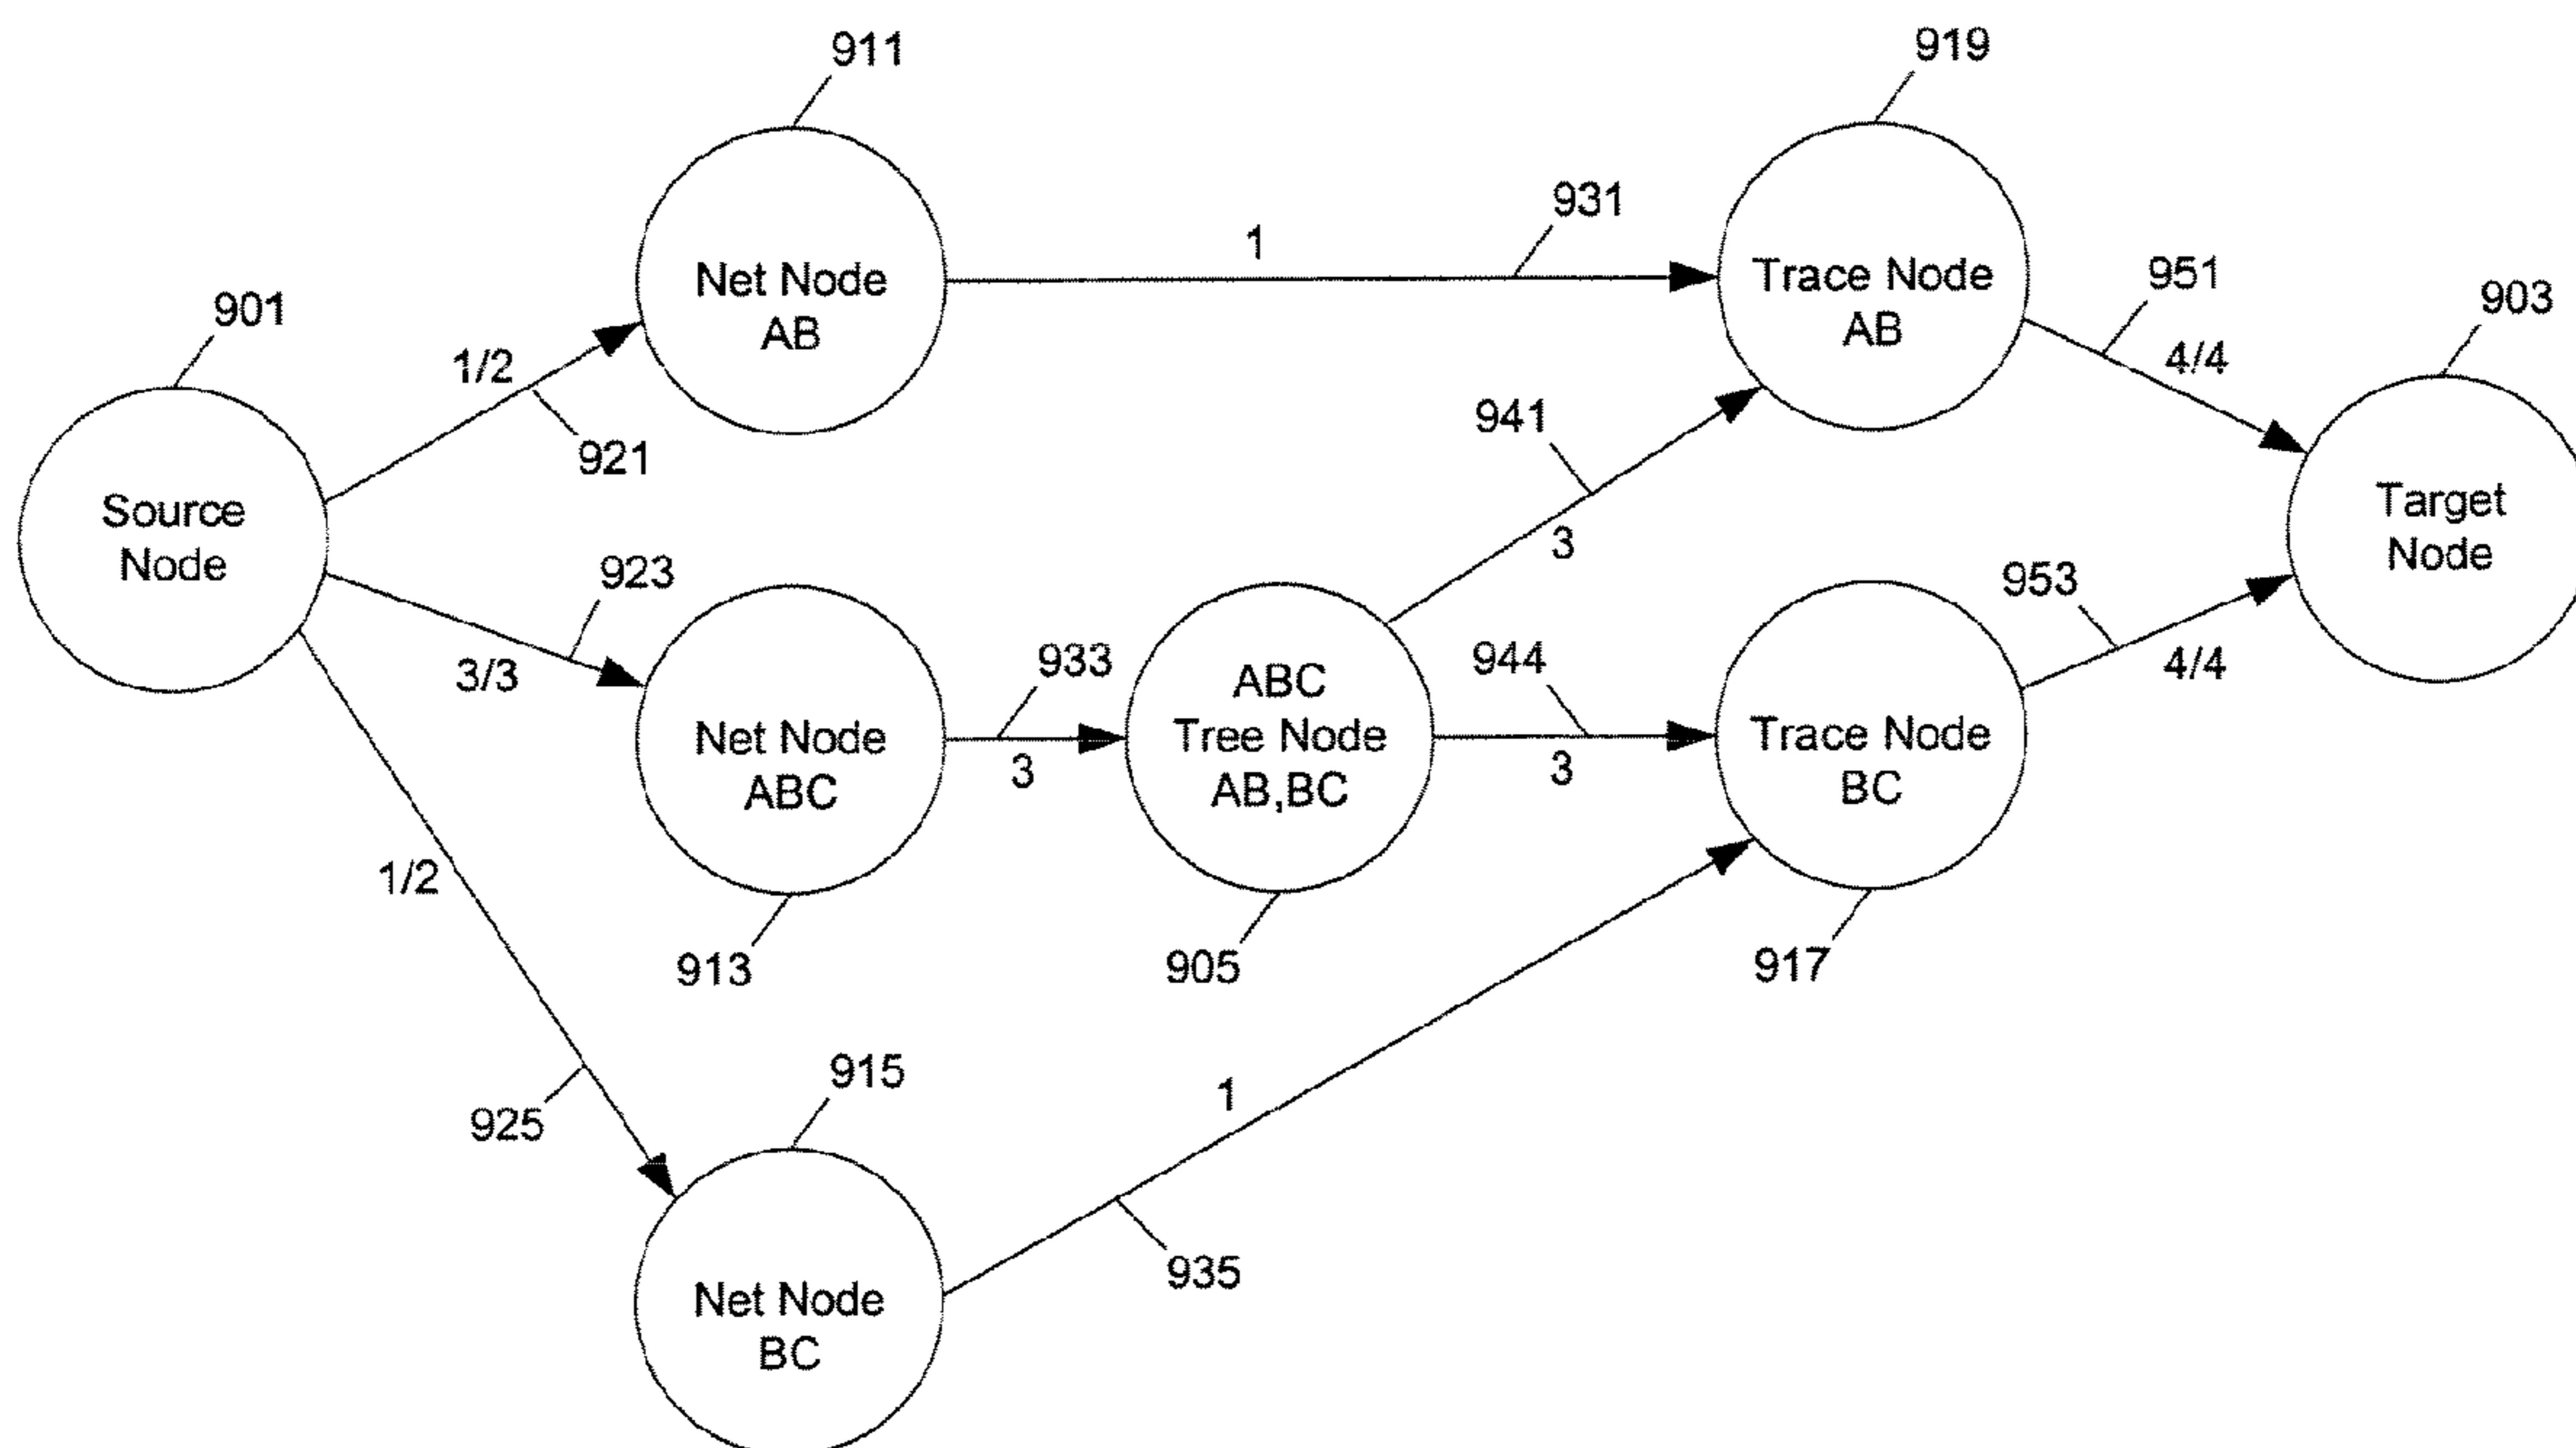 911
919
931
1
Net Node
AB
Trace Node
AB
951
903
901
1/2
4/4
921
941
Source
Node
Target
Node
923
3
953
3/3
933
944
4/4
ABC
Tree Node
AB,BC
Net Node
ABC
Trace Node
BC
3
3
1/2
913
905
917
915
1
925
935
Net Node
BC